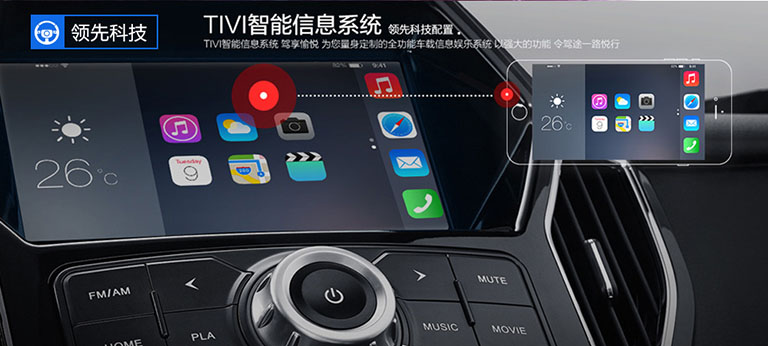 领先科技
TIVI智能信息系统 领先科技配置。
TIVI智能信息系统 驾享愉悦 为您量身定制的全功能车载信息娱乐系统 以强大的功能 令驾途一路悦行
9:41
26°C
Tuesday
9
280
26°C
9
FM/AM
MUTE
HOME
PLA
MUSIC
MOVIE